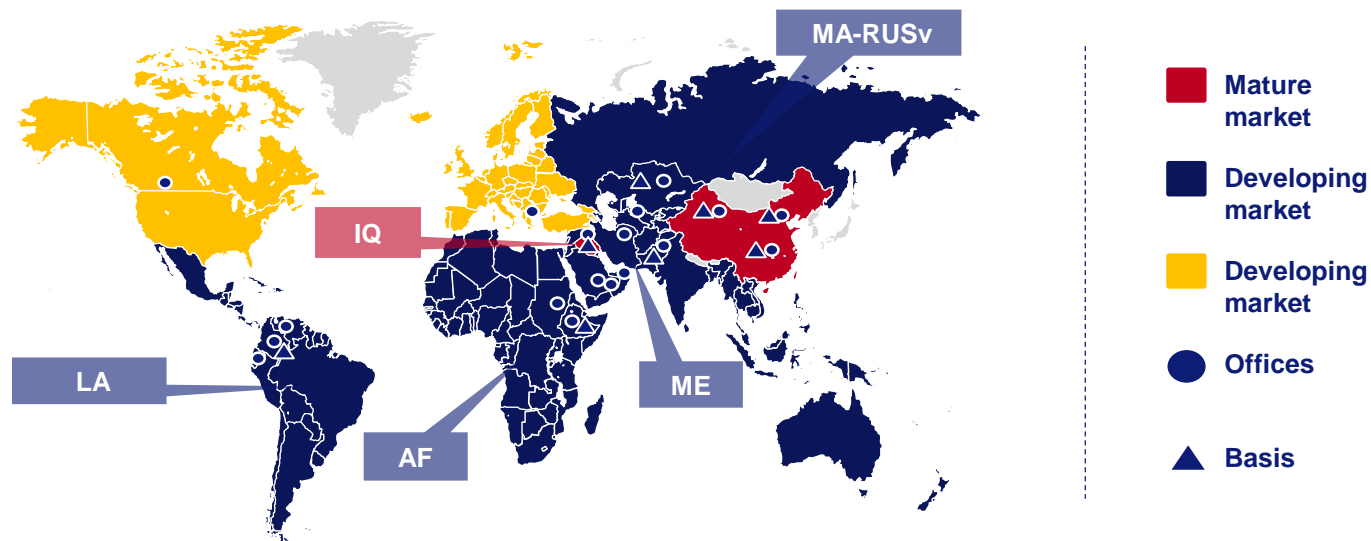 MA-RUSv
IQ
LA
AF
ME
Mature
market
Developing
market
Developing
market
Offices
Basis